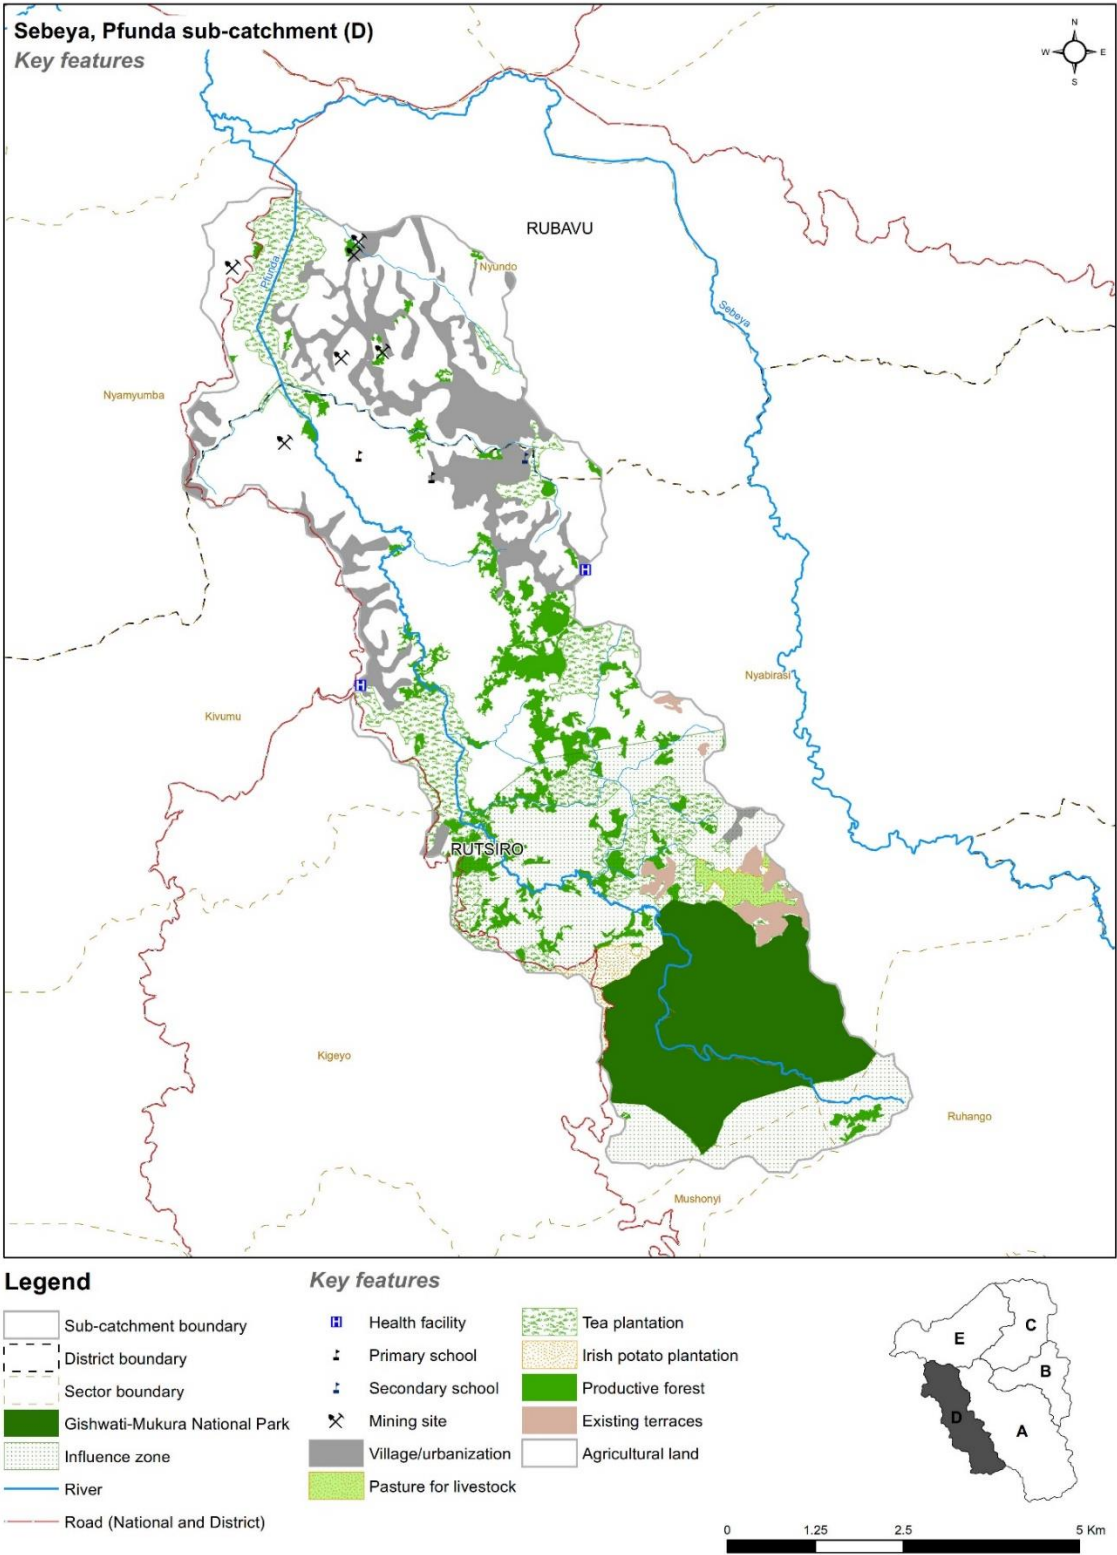 Sebeya, Pfunda sub-catchment (D)
Key features
N
W
E
S
RUBAVU
Nyundo
Pfunda
Sebeya
Nyamyumba
H
Nyabirasi
H
Kivumu
RUTSIRO
Kigeyo
Ruhango
Mushonyi
Legend
Sub-catchment boundary
District boundary
Sector boundary
Gishwati-Mukura National Park
Influence zone
River
Road (National and District)
Key features
H Health facility
Primary school
Secondary school
Mining site
Village/urbanization
Pasture for livestock
Tea plantation
Irish potato plantation
Productive forest
Existing terraces
Agricultural land
E
C
B
D
A
0 1.25 2.5 5 Km